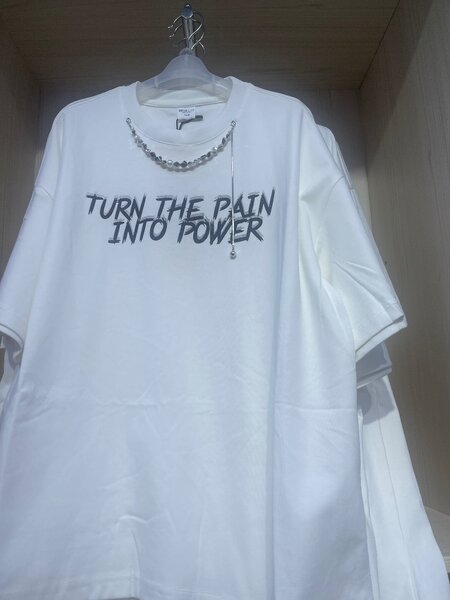 TURN THE PAIN
INTO POWER